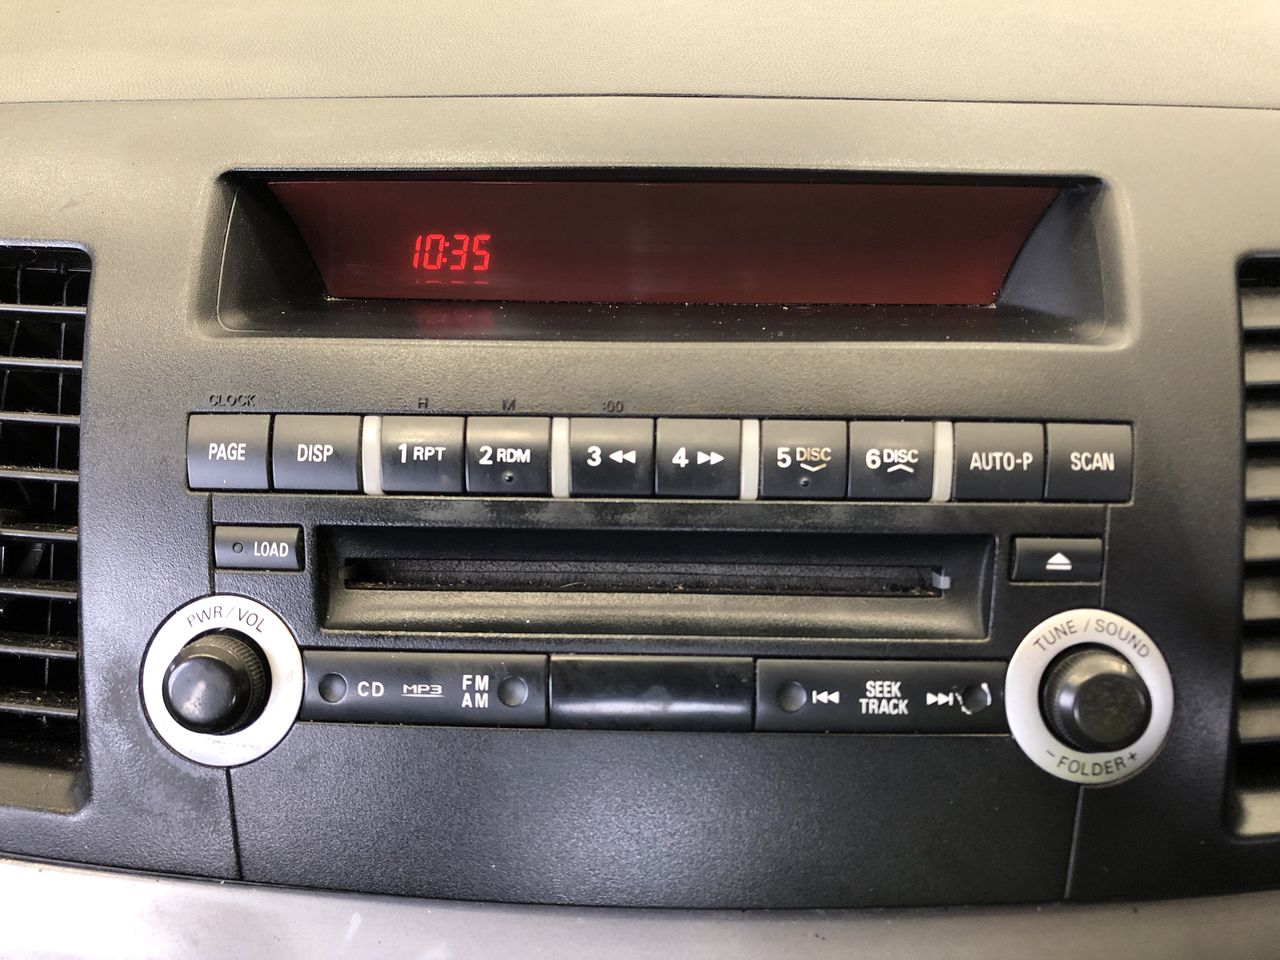 10:35
CLOCK H M :00
PAGE DISP 1 RPT 2 RDM 3 4 5 DISC 6 DISC AUTO-P SCAN
LOAD
PWR/VOL
TUNE / SOUND
CD MP3 FM
AM
SEEK
TRACK
- FOLDER +